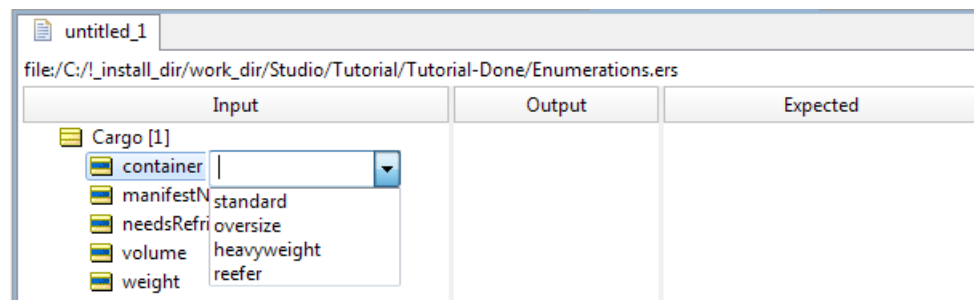 untitled_1
file:/C:/!_install_dir/work_dir/Studio/Tutorial/Tutorial-Done/Enumerations.ers
Input Output Expected
Cargo [1]
container
manifestN
standard
needsRefri
oversize
volume
heavyweight
weight
reefer